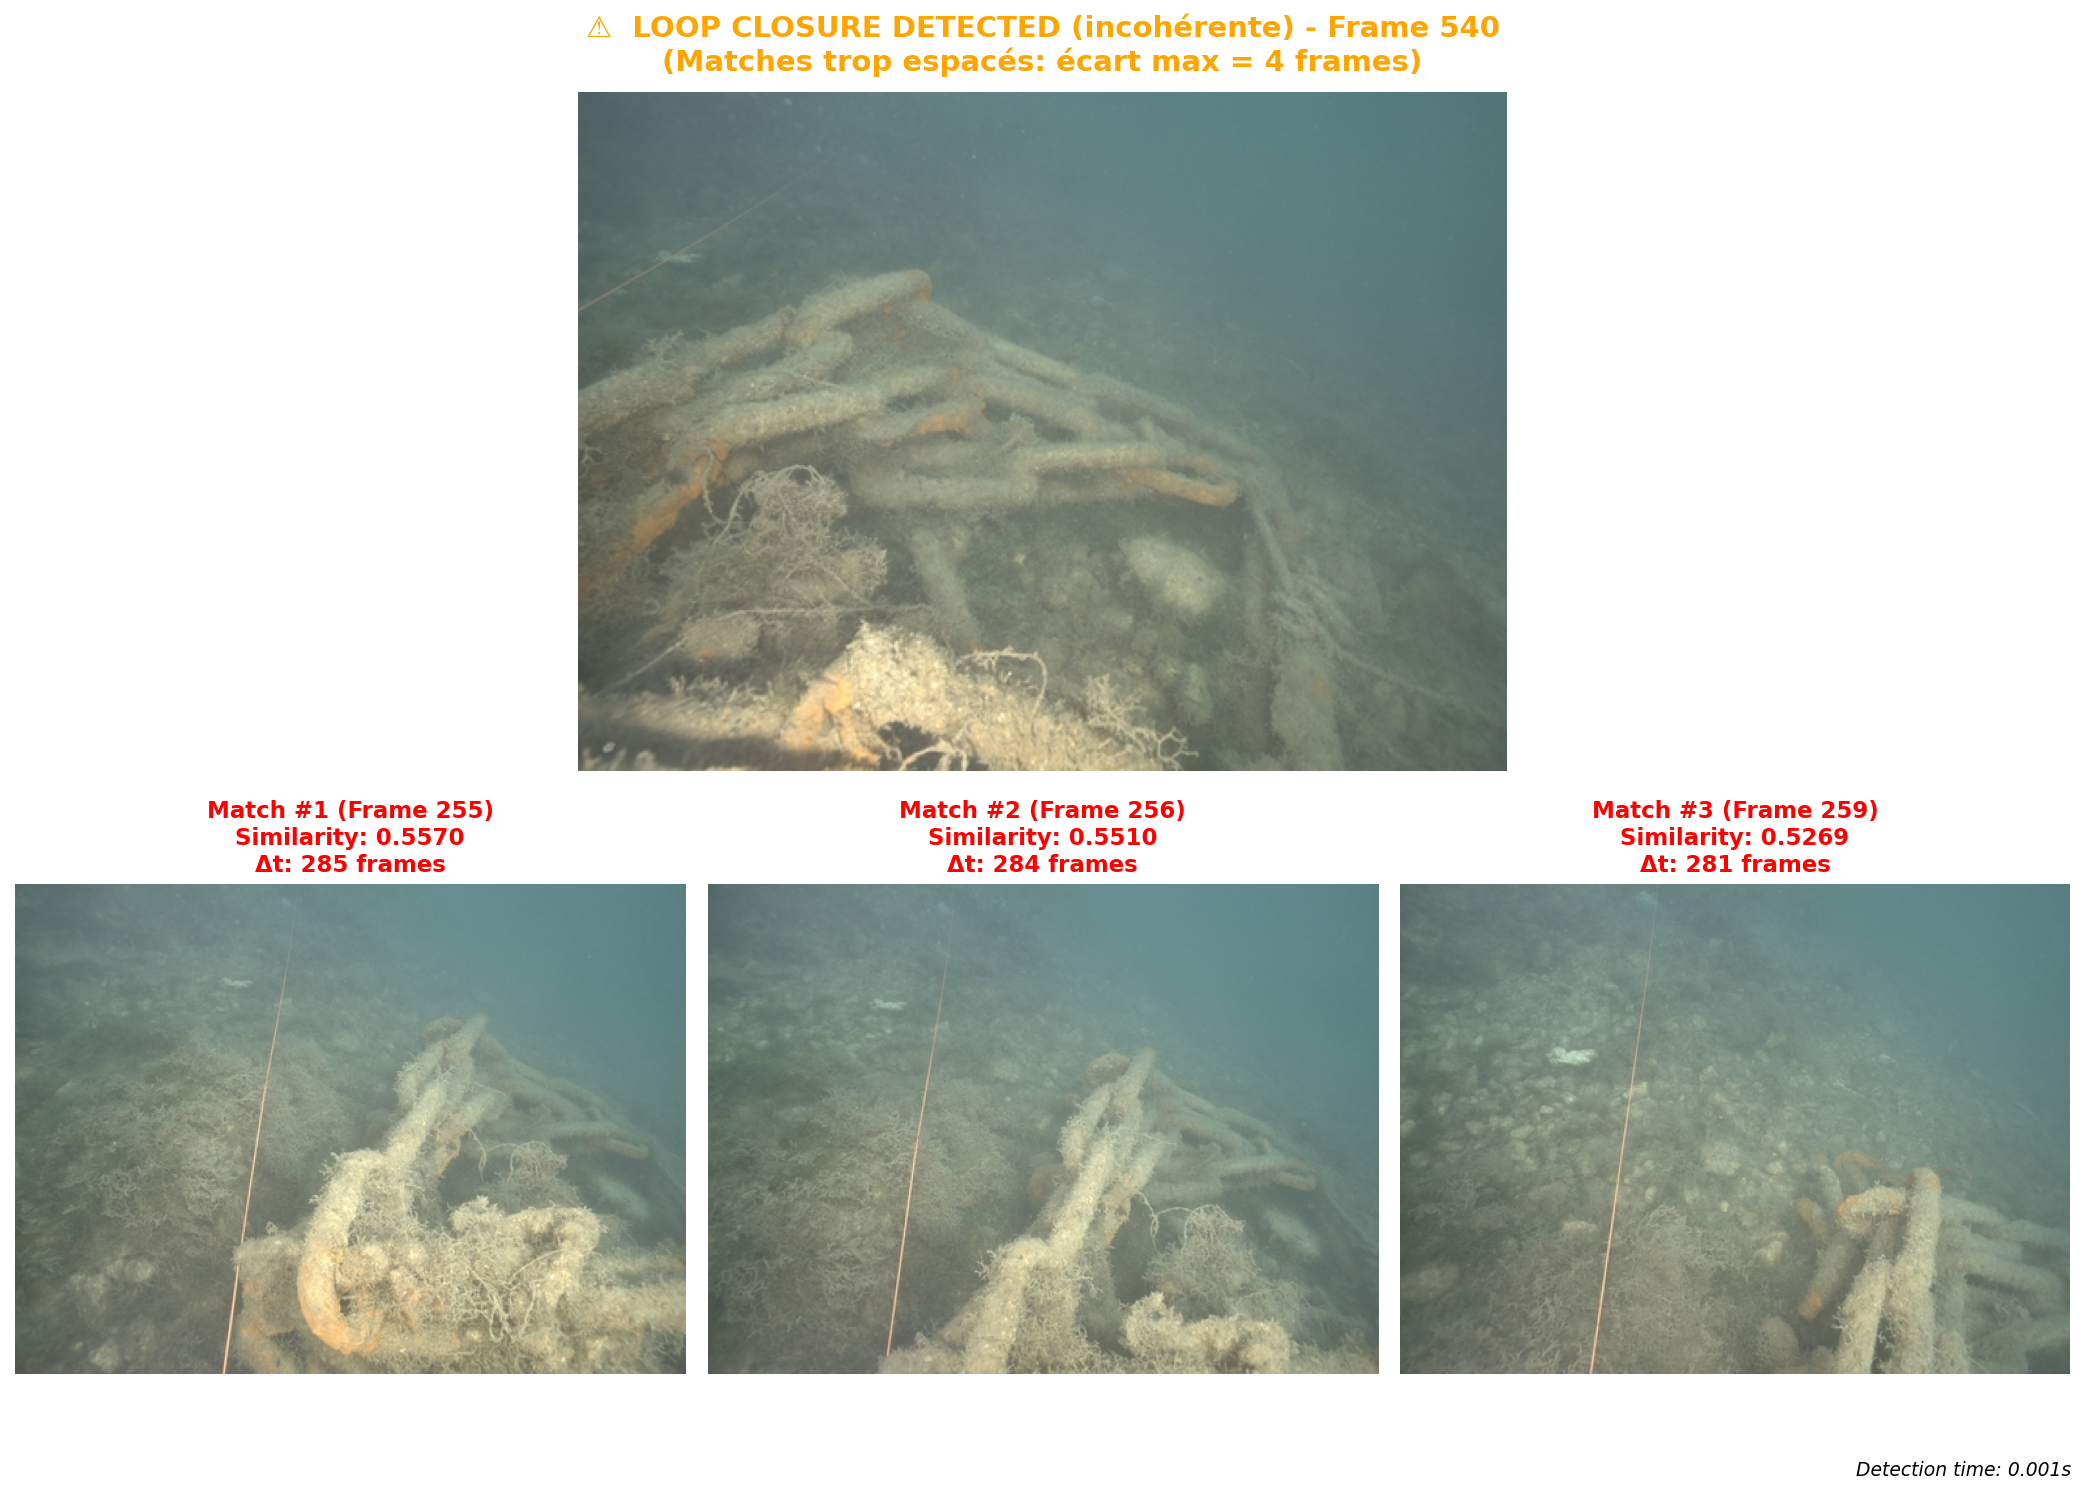 ⚠ LOOP CLOSURE DETECTED (incohérente) - Frame 540
(Matches trop espacés: écart max = 4 frames)
Match #1 (Frame 255)
Similarity: 0.5570
Δt: 285 frames
Match #2 (Frame 256)
Similarity: 0.5510
Δt: 284 frames
Match #3 (Frame 259)
Similarity: 0.5269
Δt: 281 frames
Detection time: 0.001s